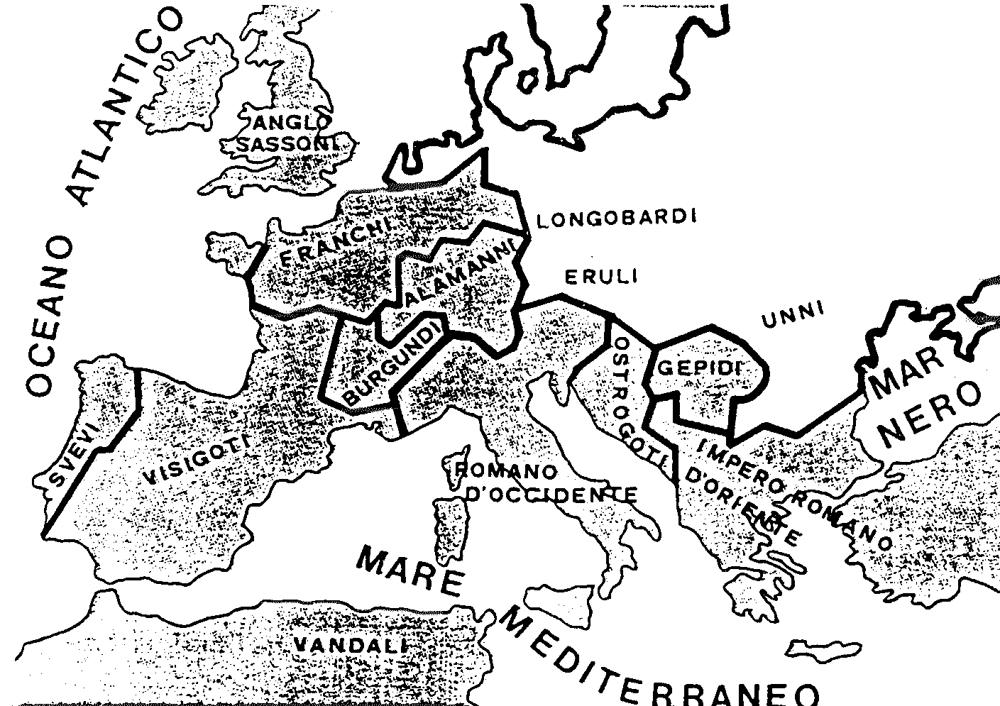 OCEANO ATLANTICO
ANGLO
SASSONI
FRANCHI
LONGOBARDI
ALAMANNI
ERULI
UNNI
BURGUNDI
OSTROGOTI
GEPIDI
MAR
NERO
SVEVI
VISIGOTI
ROMANO
D'OCCIDENTE
IMPERO ROMANO
D'ORIENTE
MARE
MEDITERRANEO
VANDALI